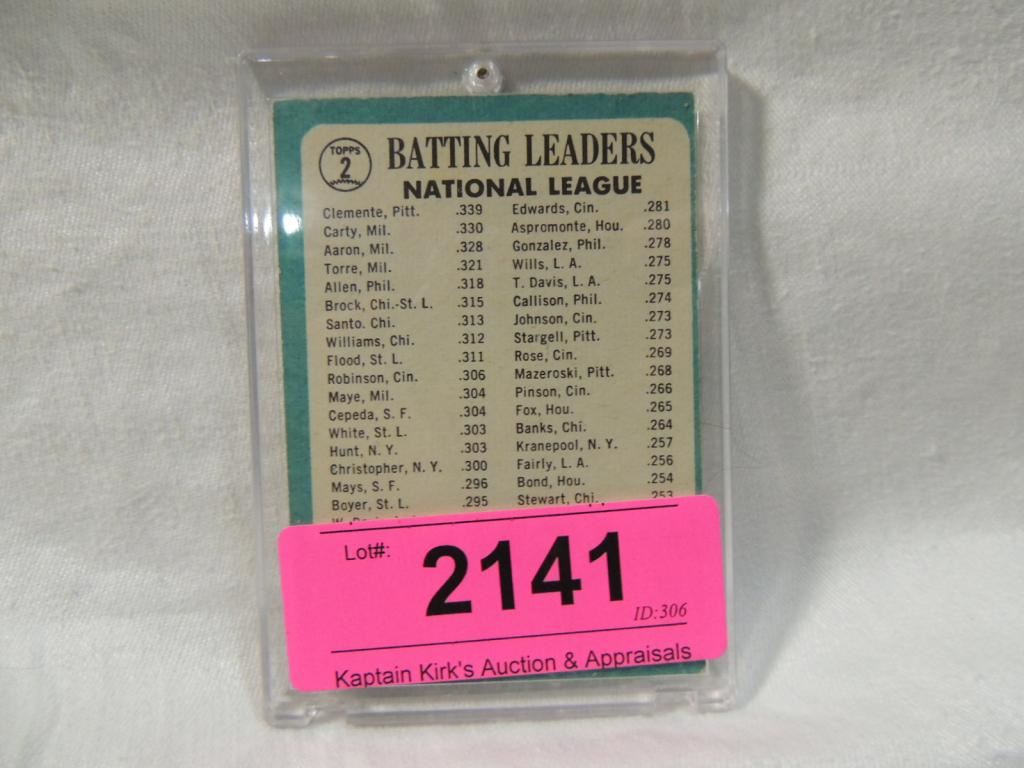 TOPPS
2
BATTING LEADERS
NATIONAL LEAGUE
Clemente, Pitt. .339
Carty, Mil. .330
Aaron, Mil. .328
Torre, Mil. .321
Allen, Phil. .318
Brock, Chi.-St. L. .315
Santo. Chi. .313
Williams, Chi. .312
Flood, St. L. .311
Robinson, Cin. .306
Maye, Mil. .304
Cepeda, S. F. .304
White, St. L. .303
Hunt, N. Y. .303
Christopher, N. Y. .300
Mays, S. F. .296
Boyer, St. L. .295
Edwards, Cin. .281
Aspromonte, Hou. .280
Gonzalez, Phil. .278
Wills, L. A. .275
T. Davis, L. A. .275
Callison, Phil. .274
Johnson, Cin. .273
Stargell, Pitt. .273
Rose, Cin. .269
Mazeroski, Pitt. .268
Pinson, Cin. .266
Fox, Hou. .265
Banks, Chi. .264
Kranepool, N. Y. .257
Fairly, L. A. .256
Bond, Hou. .254
Stewart, Chi. .253
Lot#: 2141
ID:306
Kaptain Kirk's Auction & Appraisals